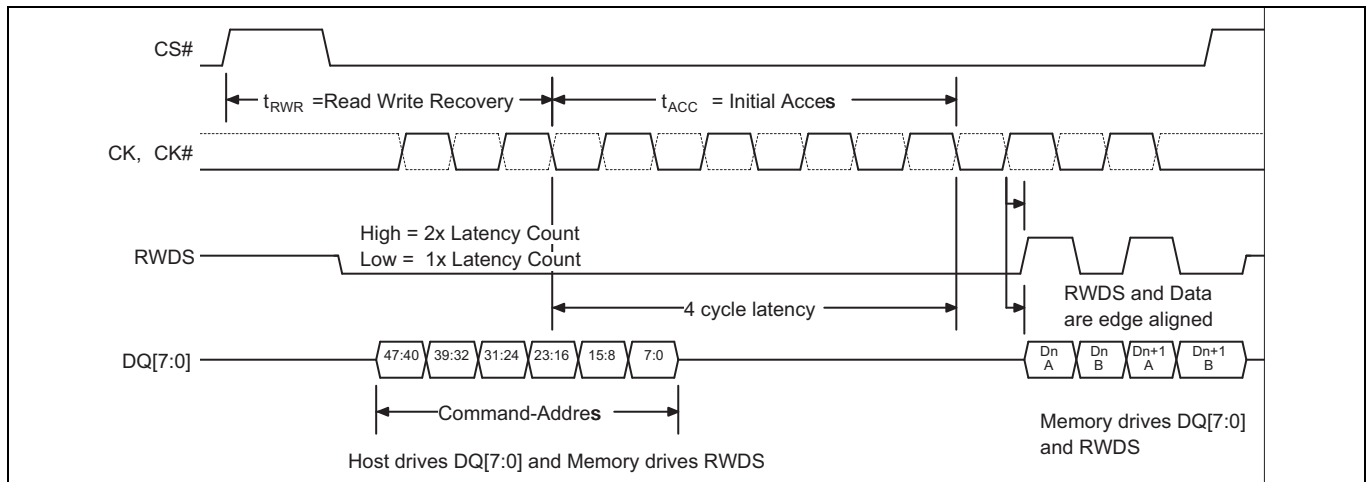 CS#
t_RWR =Read Write Recovery
t_ACC = Initial Acces
CK, CK#
High = 2x Latency Count
Low = 1x Latency Count
RWDS
4 cycle latency
RWDS and Data
are edge aligned
DQ[7:0]
47:40 39:32 31:24 23:16 15:8 7:0
Dn A
Dn B
Dn+1 A
Dn+1 B
Command-Addres
Memory drives DQ[7:0]
and RWDS
Host drives DQ[7:0] and Memory drives RWDS